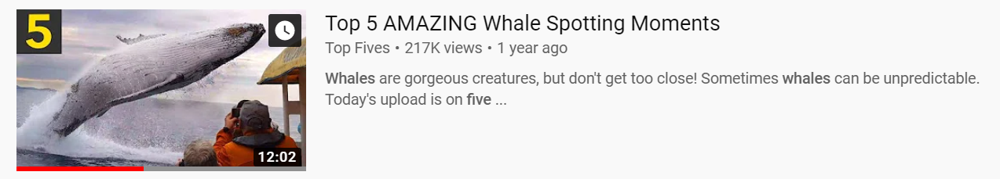 5
12:02
Top 5 AMAZING Whale Spotting Moments
Top Fives • 217K views • 1 year ago
Whales are gorgeous creatures, but don't get too close! Sometimes whales can be unpredictable.
Today's upload is on five ...